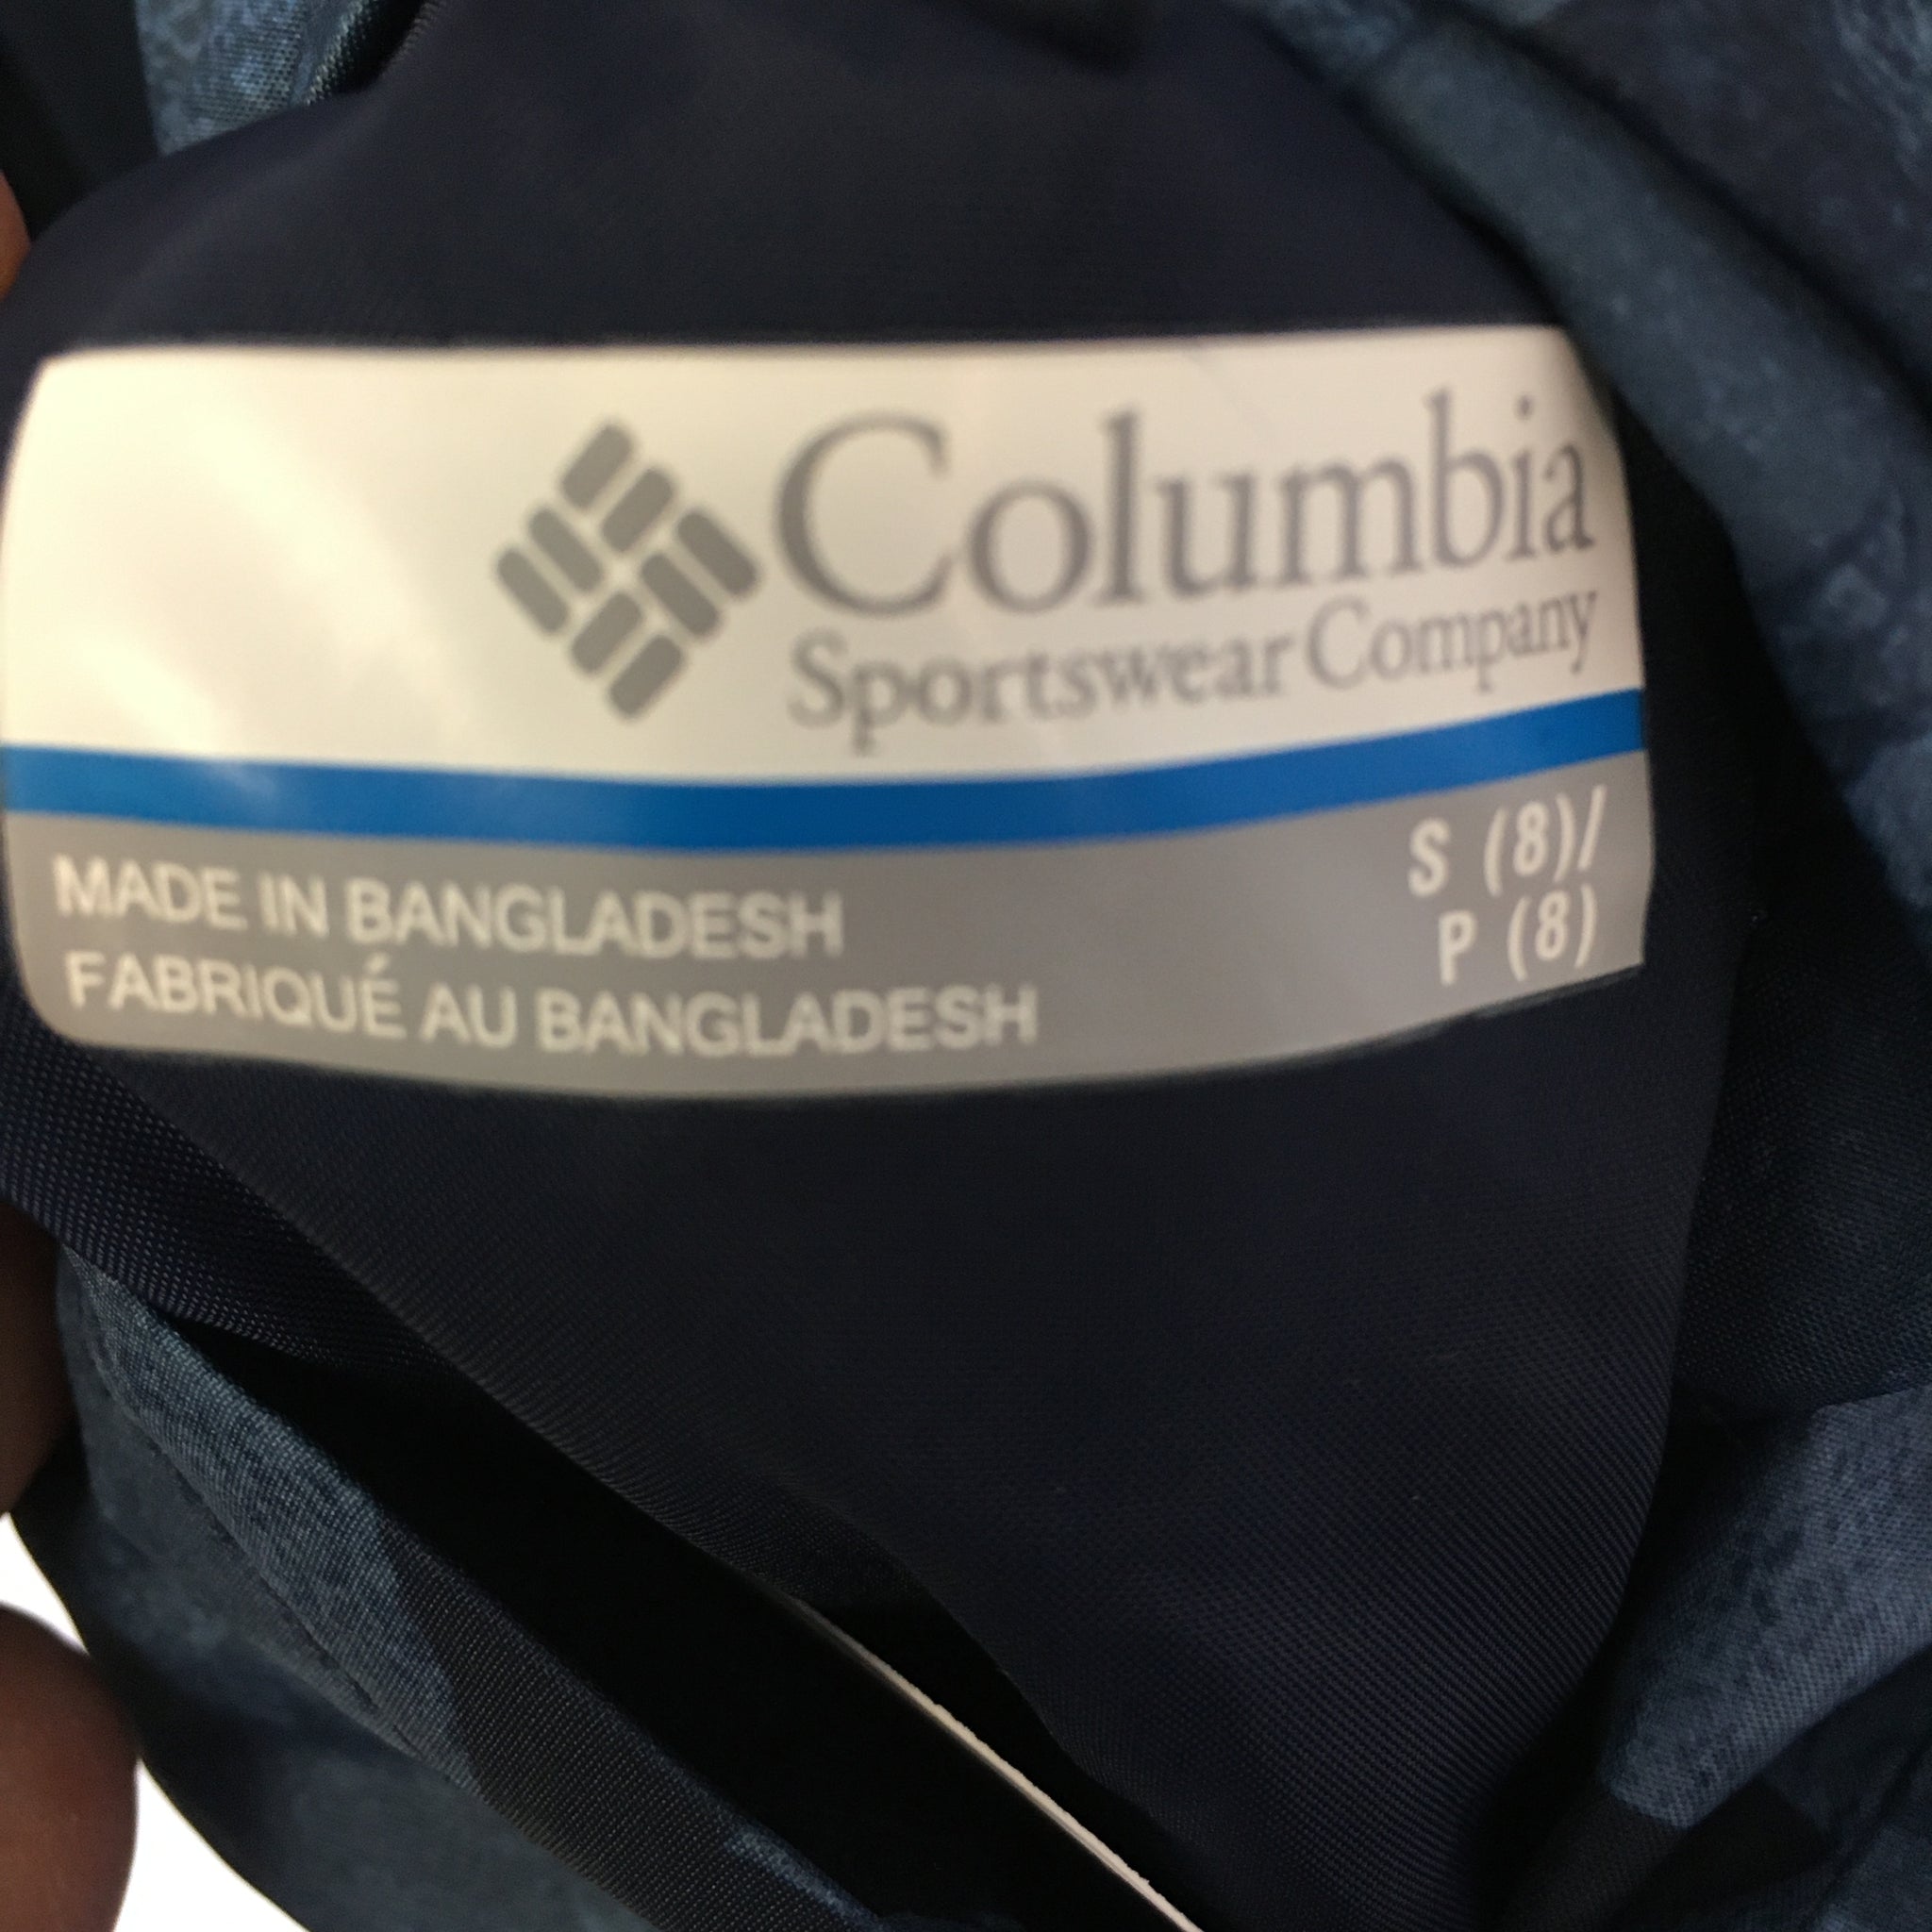 Columbia
Sportswear Company
MADE IN BANGLADESH
FABRIQUÉ AU BANGLADESH
S (8)/
P (8)